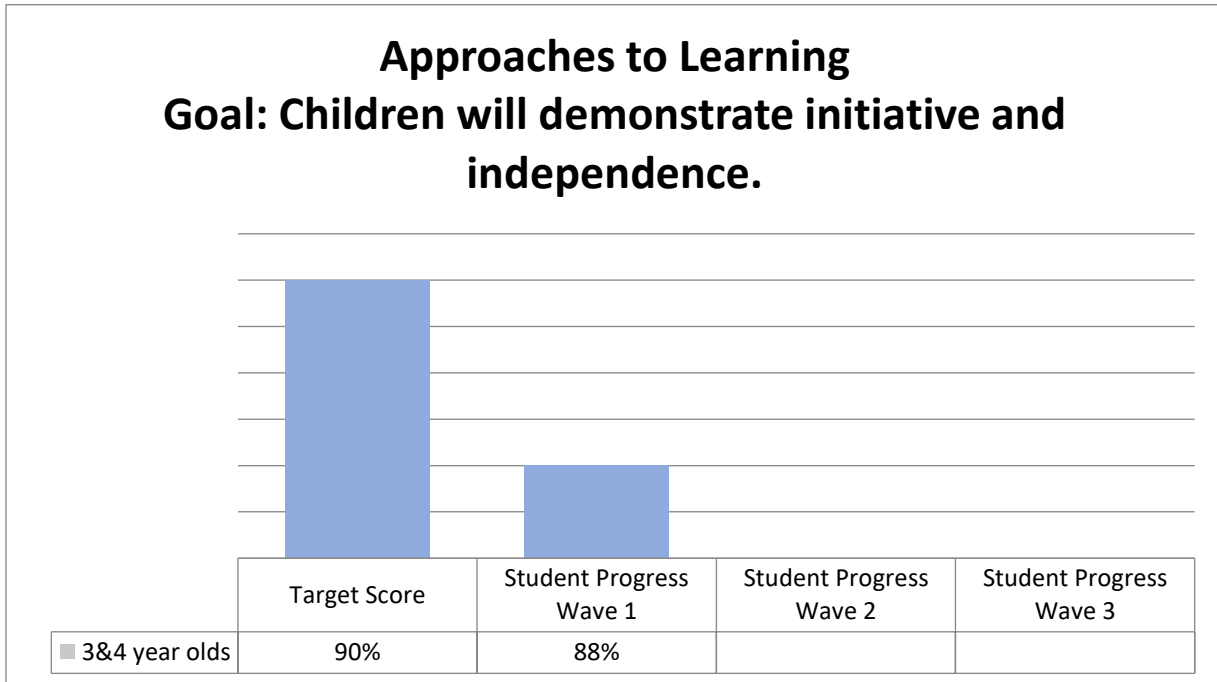 Approaches to Learning
Goal: Children will demonstrate initiative and
independence.
Target Score
Student Progress
Wave 1
Student Progress
Wave 2
Student Progress
Wave 3
3&4 year olds
90%
88%